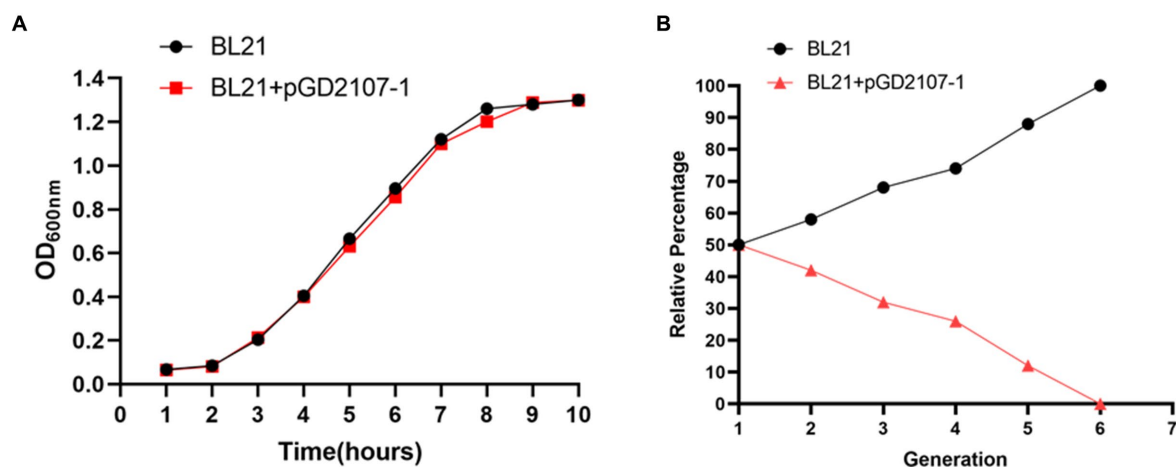 A
BL21
BL21+pGD2107-1
1.4
1.2
1.0
0.8
0.6
0.4
0.2
0.0
OD600nm
0 1 2 3 4 5 6 7 8 9 10
Time(hours)
B
BL21
BL21+pGD2107-1
100
90
80
70
60
50
40
30
20
10
0
Relative Percentage
1 2 3 4 5 6 7
Generation